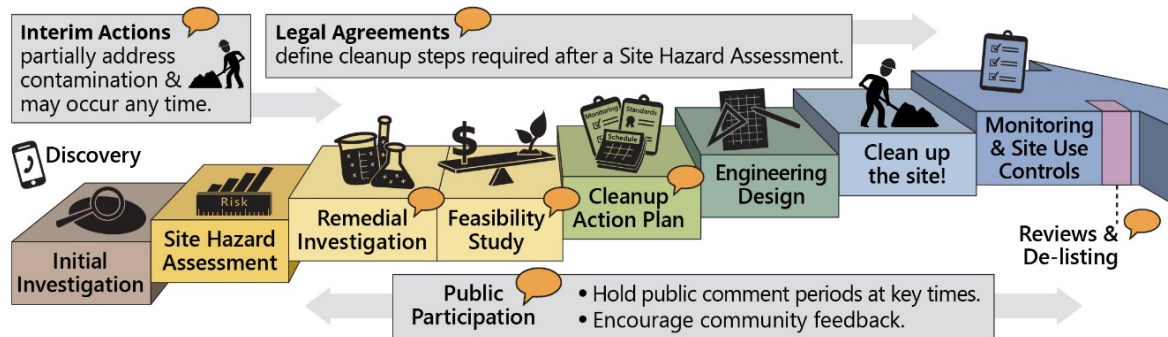 Interim Actions
partially address
contamination &
may occur any time.
Legal Agreements
define cleanup steps required after a Site Hazard Assessment.
Discovery
Initial
Investigation
Risk
Site Hazard
Assessment
Remedial
Investigation
$
Feasibility
Study
Monitoring
Standards
Schedule
Cleanup
Action Plan
Engineering
Design
Clean up
the site!
Monitoring
& Site Use
Controls
Reviews &
De-listing
Public
Participation
• Hold public comment periods at key times.
• Encourage community feedback.